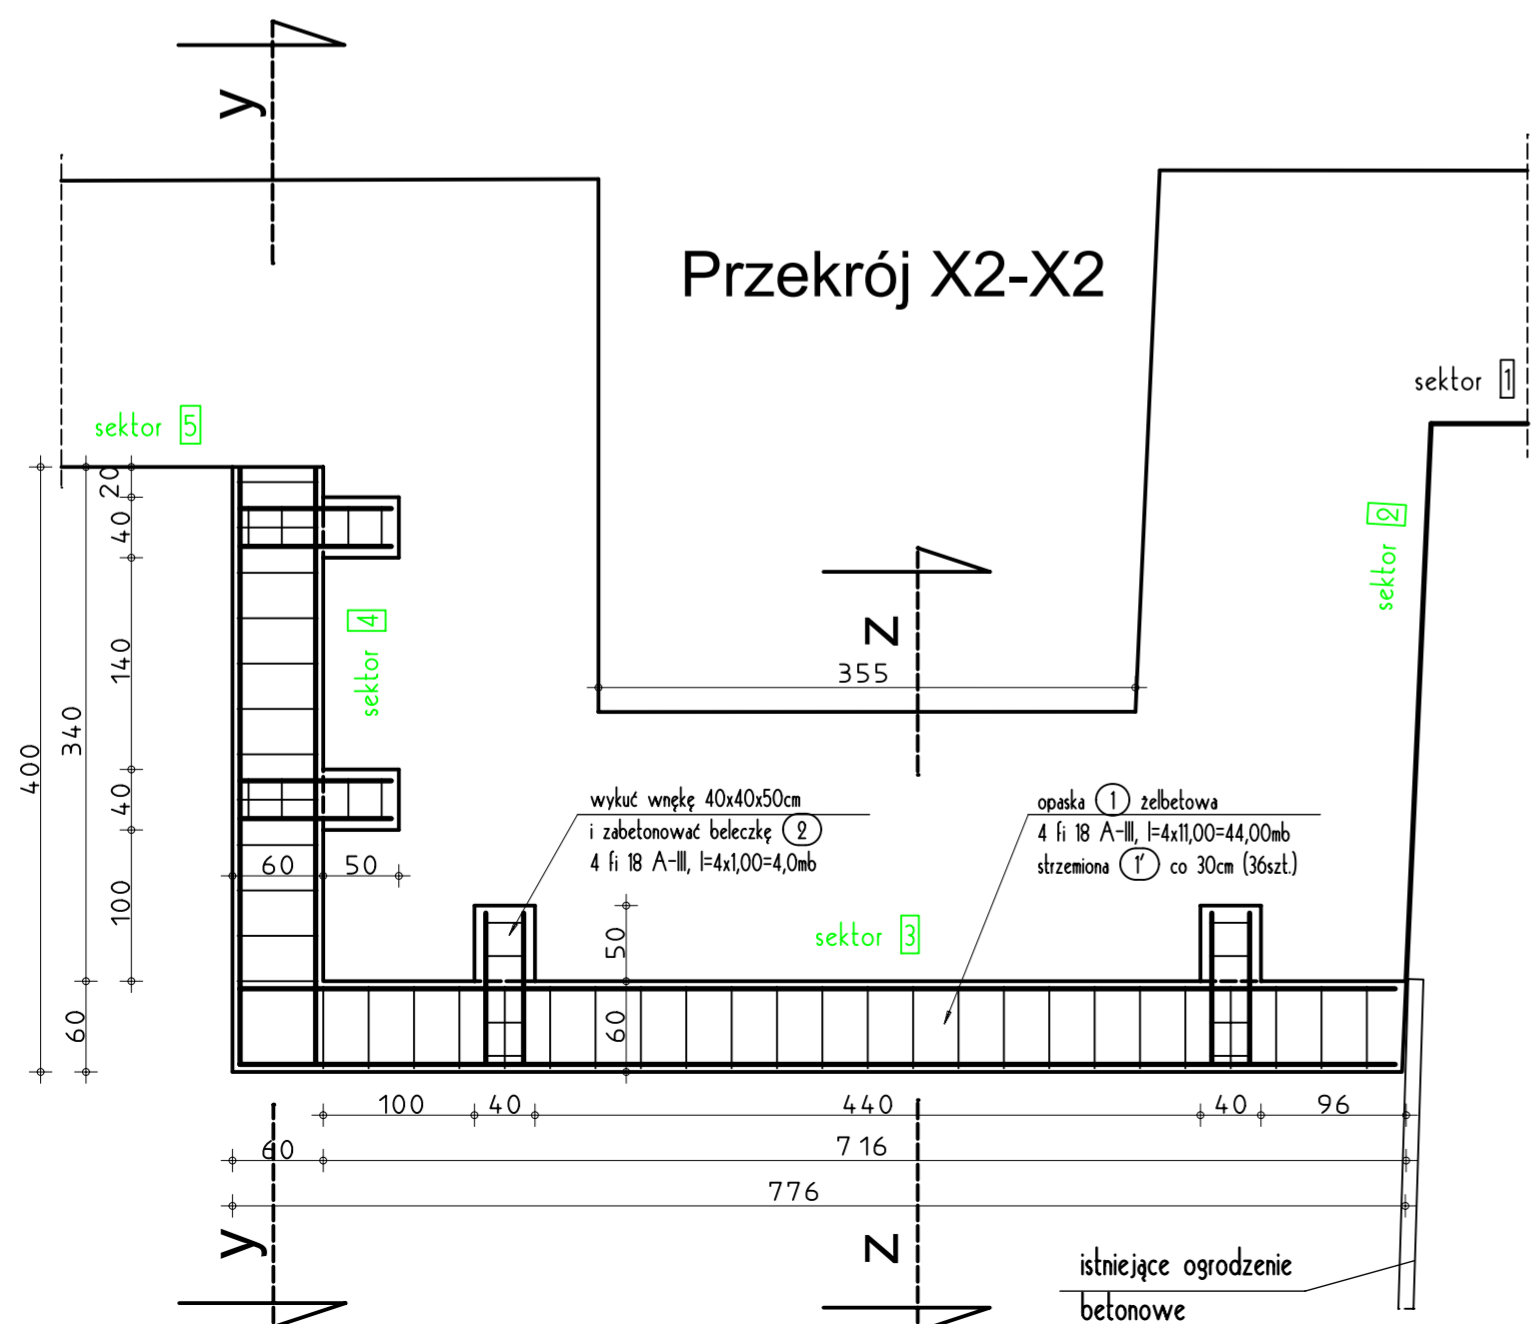 y
Przekrój X2-X2
sektor 1
sektor 5
sektor 2
sektor 4
z
355
20
40
140
340
400
40
100
60
60
50
wykuć wnękę 40x40x50cm
i zabetonować beleczkę 2
4 fi 18 A-III, l=4x1,00=4,0mb
opaska 1 żelbetowa
4 fi 18 A-III, l=4x11,00=44,00mb
strzemiona 1' co 30cm (36szt.)
sektor 3
50
60
100
40
440
40
96
60
716
776
y
z
istniejące ogrodzenie
betonowe